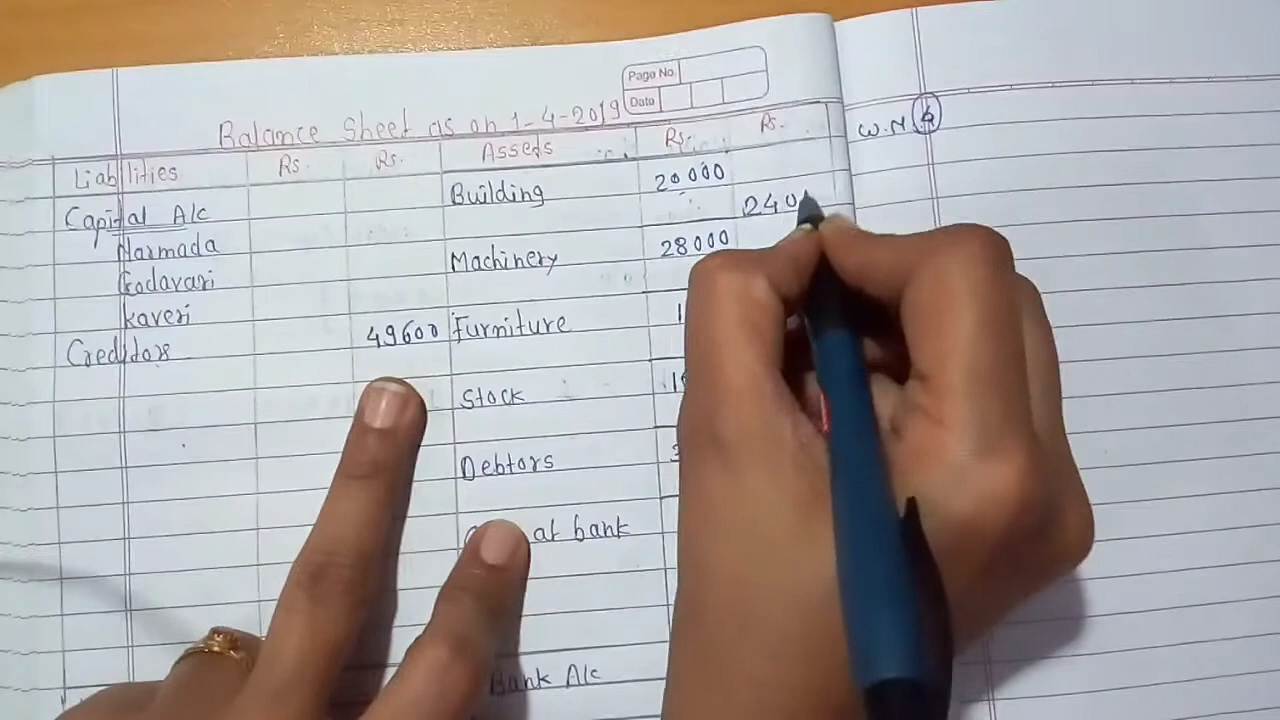 Page No.
Date
Balance Sheet as on 1-4-2019
Liabilities Rs. Rs. Assets Rs. Rs.
W.N 4
Building 20000
Capital A/c 240
Narmada Machinery 28000
Godavari
Kaveri
49600 Furniture
Creditors
Stock
Debtors
at bank
Bank A/c